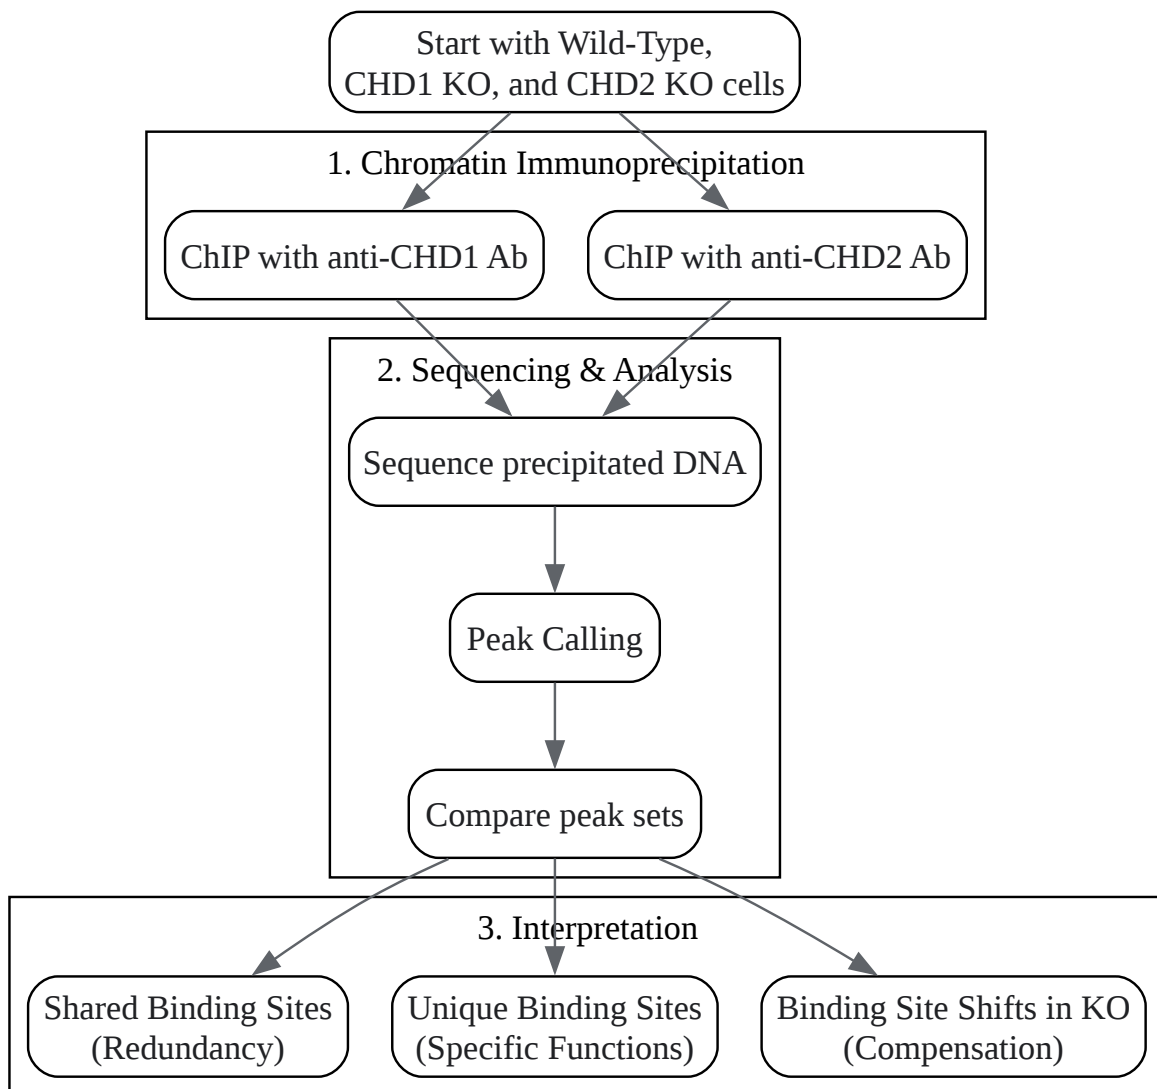 Start with Wild-Type,
CHD1 KO, and CHD2 KO cells
1. Chromatin Immunoprecipitation
ChIP with anti-CHD1 Ab
ChIP with anti-CHD2 Ab
2. Sequencing & Analysis
Sequence precipitated DNA
Peak Calling
Compare peak sets
3. Interpretation
Shared Binding Sites
(Redundancy)
Unique Binding Sites
(Specific Functions)
Binding Site Shifts in KO
(Compensation)